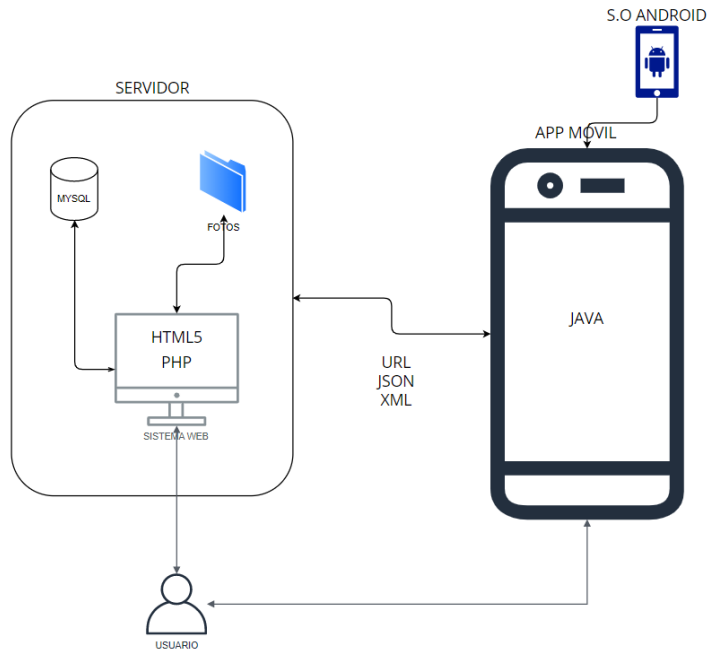 S.O ANDROID
SERVIDOR
APP MOVIL
MYSQL
FOTOS
HTML5
PHP
JAVA
URL
JSON
XML
SISTEMA WEB
USUARIO